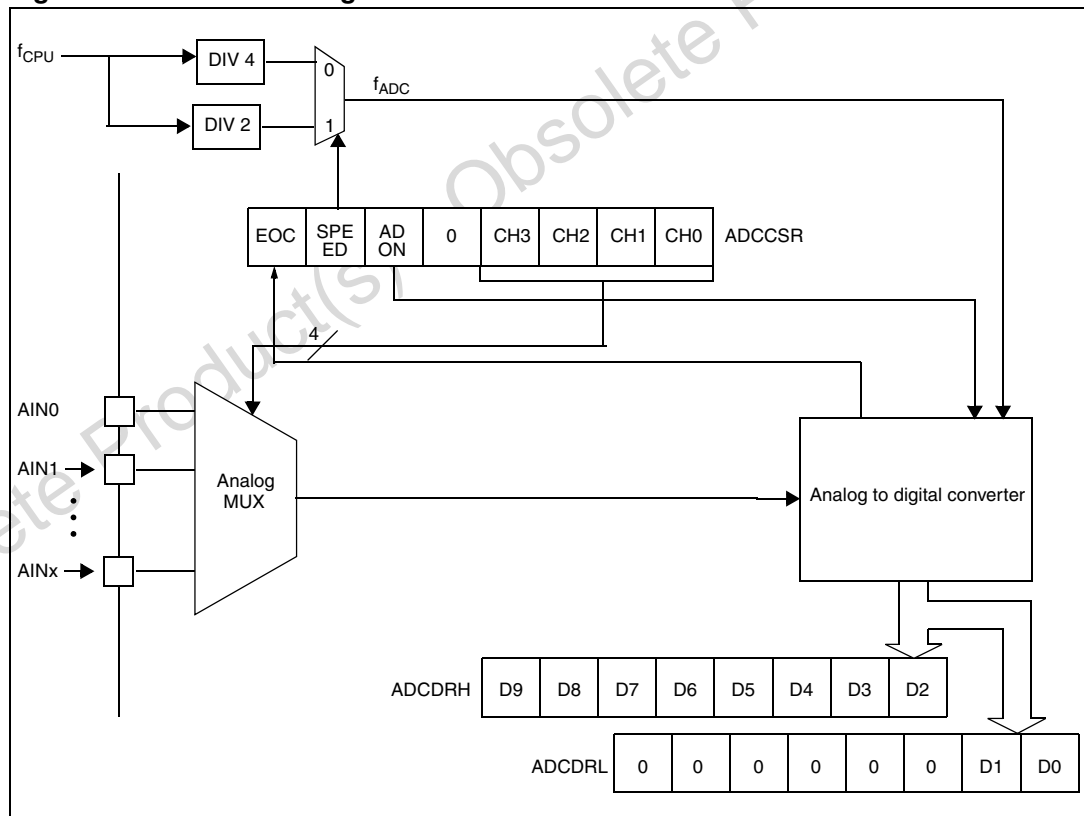 f_CPU
DIV 4
0
f_ADC
DIV 2
1
EOC SPE ED AD ON 0 CH3 CH2 CH1 CH0 ADCCSR
4
AIN0
AIN1
Analog
MUX
Analog to digital converter
AINx
ADCDRH D9 D8 D7 D6 D5 D4 D3 D2
ADCDRL 0 0 0 0 0 0 D1 D0
Product(s)
Obsolete